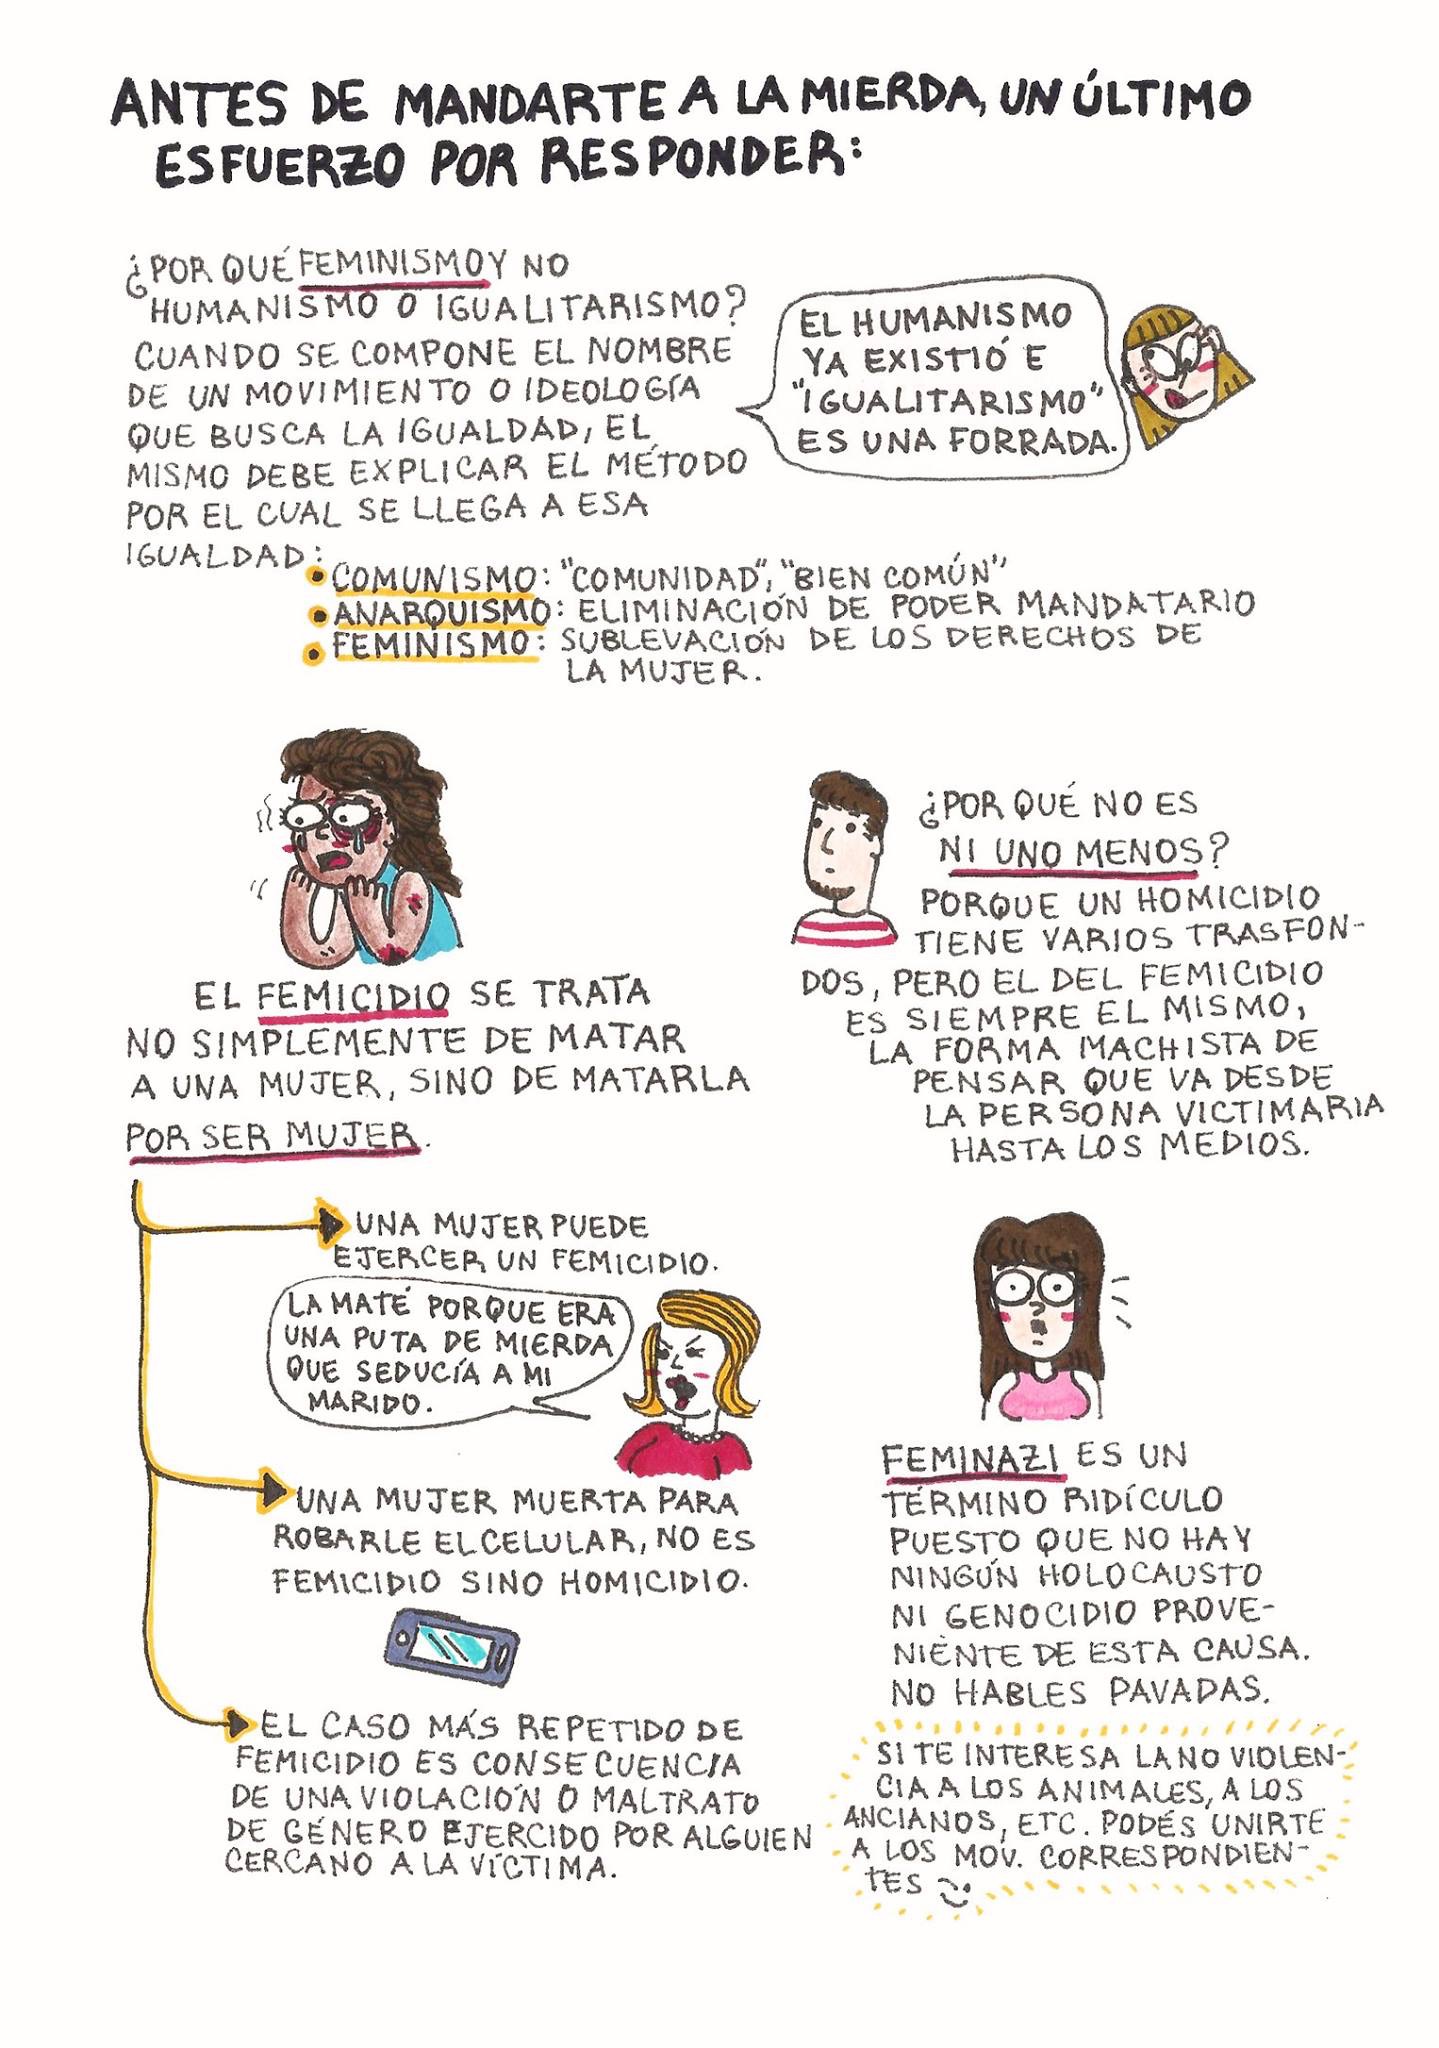 ANTES DE MANDARTE A LA MIERDA, UN ÚLTIMO
ESFUERZO POR RESPONDER:
¿POR QUÉ FEMINISMO Y NO
HUMANISMO O IGUALITARISMO?
CUANDO SE COMPONE EL NOMBRE
DE UN MOVIMIENTO O IDEOLOGÍA
QUE BUSCA LA IGUALDAD, EL
MISMO DEBE EXPLICAR EL MÉTODO
POR EL CUAL SE LLEGA A ESA
IGUALDAD:
EL HUMANISMO
YA EXISTIÓ E
"IGUALITARISMO"
ES UNA FORRADA.
• COMUNISMO: "COMUNIDAD", "BIEN COMÚN"
• ANARQUISMO: ELIMINACIÓN DE PODER MANDATARIO
• FEMINISMO: SUBLEVACIÓN DE LOS DERECHOS DE
LA MUJER.
EL FEMICIDIO SE TRATA
NO SIMPLEMENTE DE MATAR
A UNA MUJER, SINO DE MATARLA
POR SER MUJER.
UNA MUJER PUEDE
EJERCER UN FEMICIDIO.
LA MATÉ PORQUE ERA
UNA PUTA DE MIERDA
QUE SEDUCÍA A MI
MARIDO.
UNA MUJER MUERTA PARA
ROBARLE EL CELULAR, NO ES
FEMICIDIO SINO HOMICIDIO.
EL CASO MÁS REPETIDO DE
FEMICIDIO ES CONSECUENCIA
DE UNA VIOLACIÓN O MALTRATO
DE GÉNERO EJERCIDO POR ALGUIEN
CERCANO A LA VÍCTIMA.
¿POR QUÉ NO ES
NI UNO MENOS?
PORQUE UN HOMICIDIO
TIENE VARIOS TRASFON-
DOS, PERO EL DEL FEMICIDIO
ES SIEMPRE EL MISMO,
LA FORMA MACHISTA DE
PENSAR QUE VA DESDE
LA PERSONA VICTIMARIA
HASTA LOS MEDIOS.
FEMINAZI ES UN
TÉRMINO RIDÍCULO
PUESTO QUE NO HAY
NINGÚN HOLOCAUSTO
NI GENOCIDIO PROVE-
NIENTE DE ESTA CAUSA.
NO HABLES PAVADAS.
SI TE INTERESA LA NO VIOLEN-
CIA A LOS ANIMALES, A LOS
ANCIANOS, ETC. PODÉS UNIRTE
A LOS MOV. CORRESPONDIEN-
TES